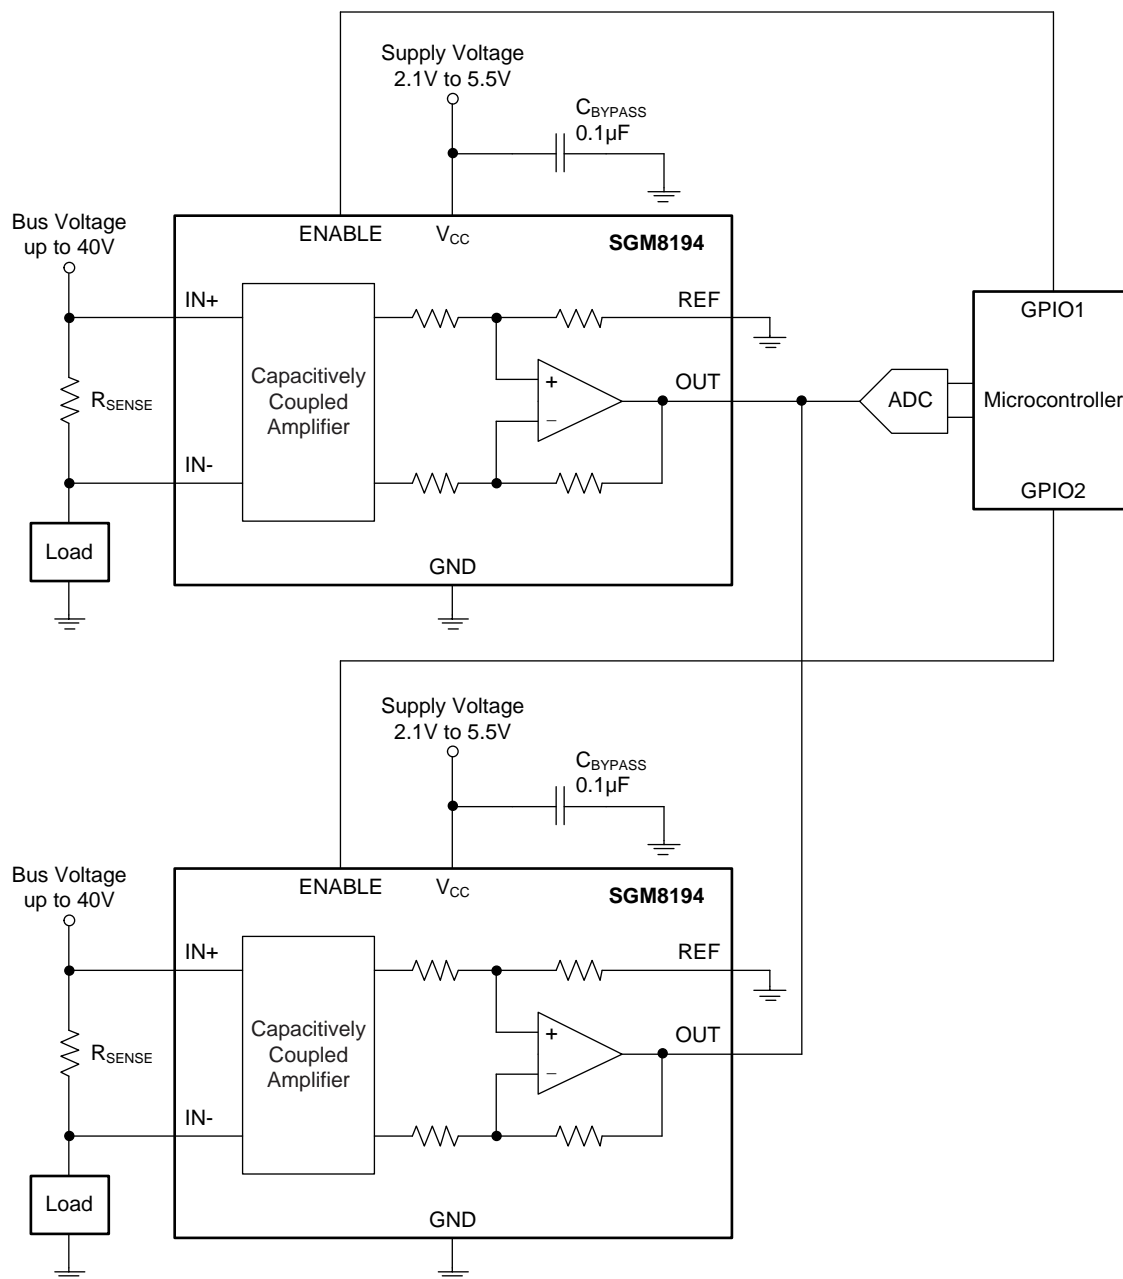 Supply Voltage
2.1V to 5.5V
CBYPASS
0.1µF
Bus Voltage
up to 40V
ENABLE
VCC
SGM8194
IN+
REF
GPIO1
Capacitively
Coupled
Amplifier
+
OUT
RSENSE
ADC
Microcontroller
−
IN-
GPIO2
Load
GND
Supply Voltage
2.1V to 5.5V
CBYPASS
0.1µF
Bus Voltage
up to 40V
ENABLE
VCC
SGM8194
IN+
REF
Capacitively
Coupled
Amplifier
+
OUT
RSENSE
−
IN-
Load
GND